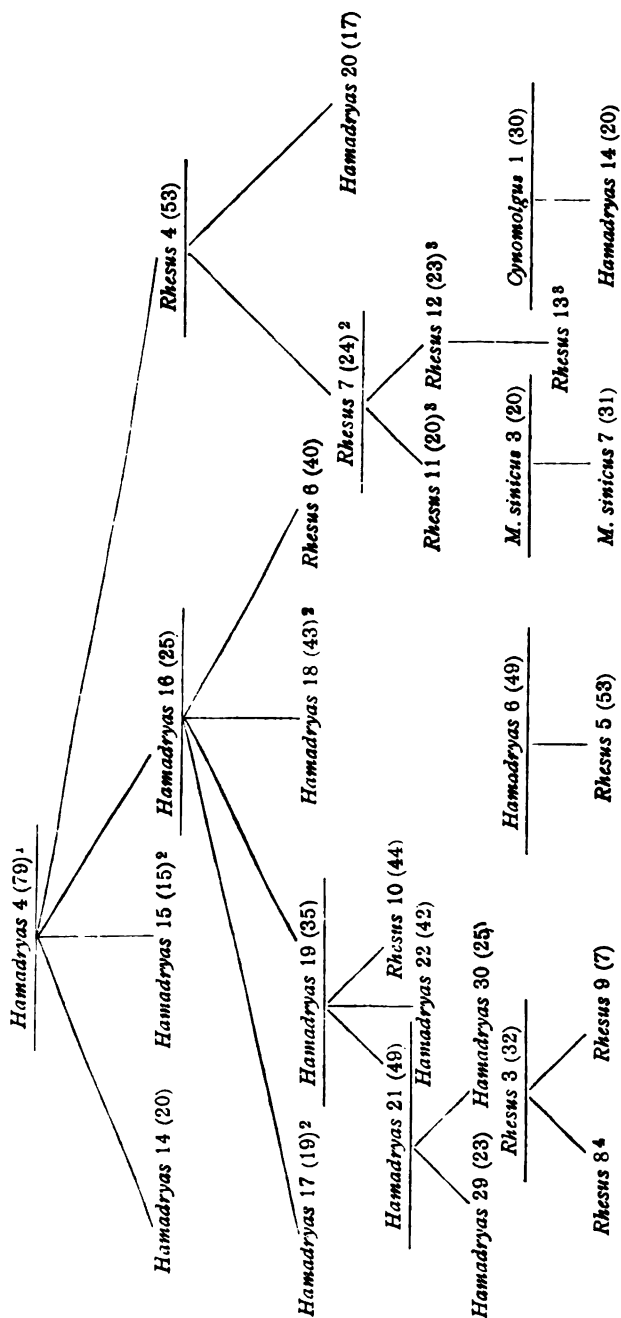 Hamadryas 4 (79)¹
Hamadryas 14 (20)
Hamadryas 15 (15)²
Hamadryas 16 (25)
Rhesus 4 (53)
Hamadryas 17 (19)²
Hamadryas 19 (35)
Hamadryas 18 (43)²
Rhesus 6 (40)
Rhesus 7 (24)²
Hamadryas 20 (17)
Hamadryas 21 (49)
Hamadryas 22 (42)
Rhesus 10 (44)
Rhesus 11 (20)³
Rhesus 12 (23)³
Hamadryas 29 (23)
Hamadryas 30 (25)
Rhesus 13³
Rhesus 3 (32)
Hamadryas 6 (49)
M. sinicus 3 (20)
Cynomolgus 1 (30)
Rhesus 8⁴
Rhesus 9 (7)
Rhesus 5 (53)
M. sinicus 7 (31)
Hamadryas 14 (20)